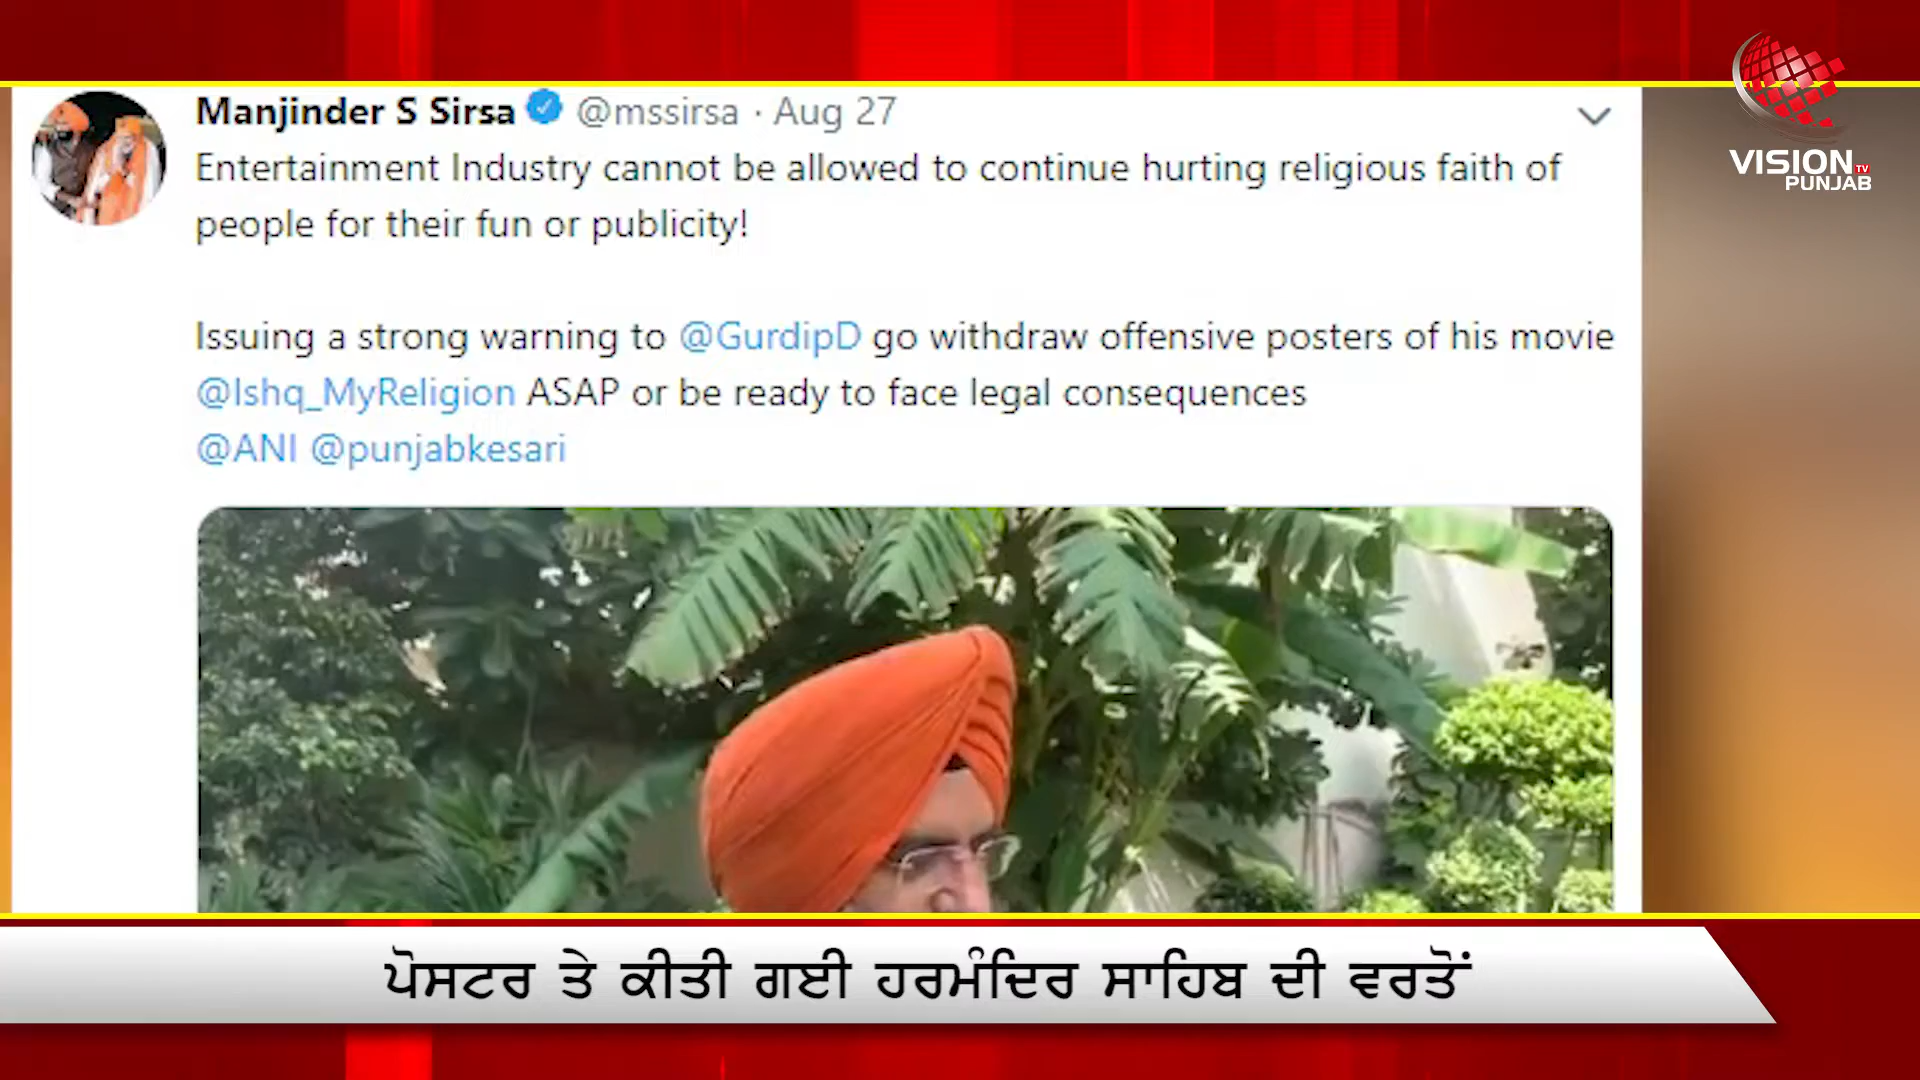 Manjinder S Sirsa @mssirsa · Aug 27
Entertainment Industry cannot be allowed to continue hurting religious faith of
people for their fun or publicity!
Issuing a strong warning to @GurdipD go withdraw offensive posters of his movie
@Ishq_MyReligion ASAP or be ready to face legal consequences
@ANI @punjabkesari
VISION TV
PUNJAB
ਪੋਸਟਰ ਤੇ ਕੀਤੀ ਗਈ ਹਰਮੰਦਿਰ ਸਾਹਿਬ ਦੀ ਵਰਤੋਂ